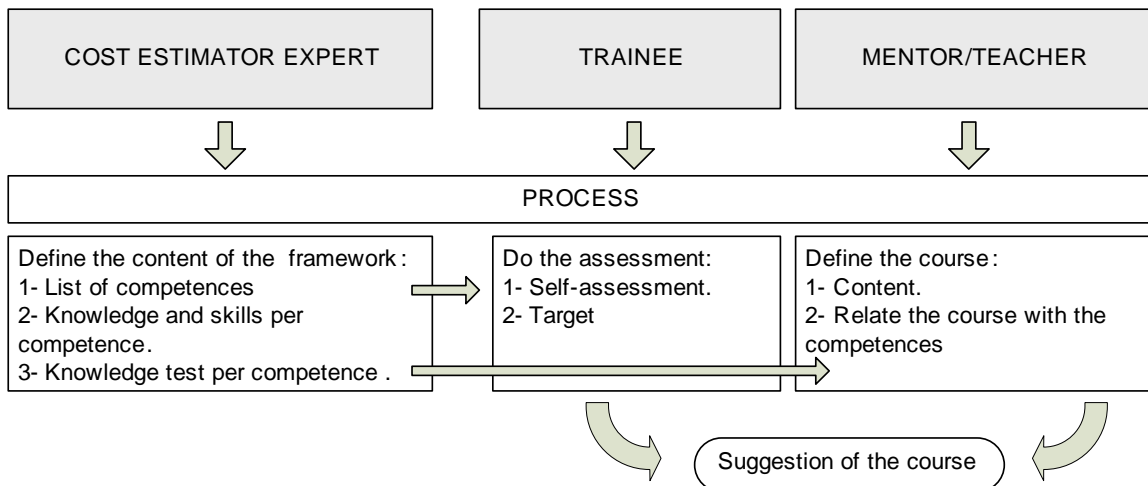 COST ESTIMATOR EXPERT
TRAINEE
MENTOR/TEACHER
PROCESS
Define the content of the framework:
1- List of competences
2- Knowledge and skills per
competence.
3- Knowledge test per competence .
Do the assessment:
1- Self-assessment.
2- Target
Define the course:
1- Content.
2- Relate the course with the
competences
Suggestion of the course